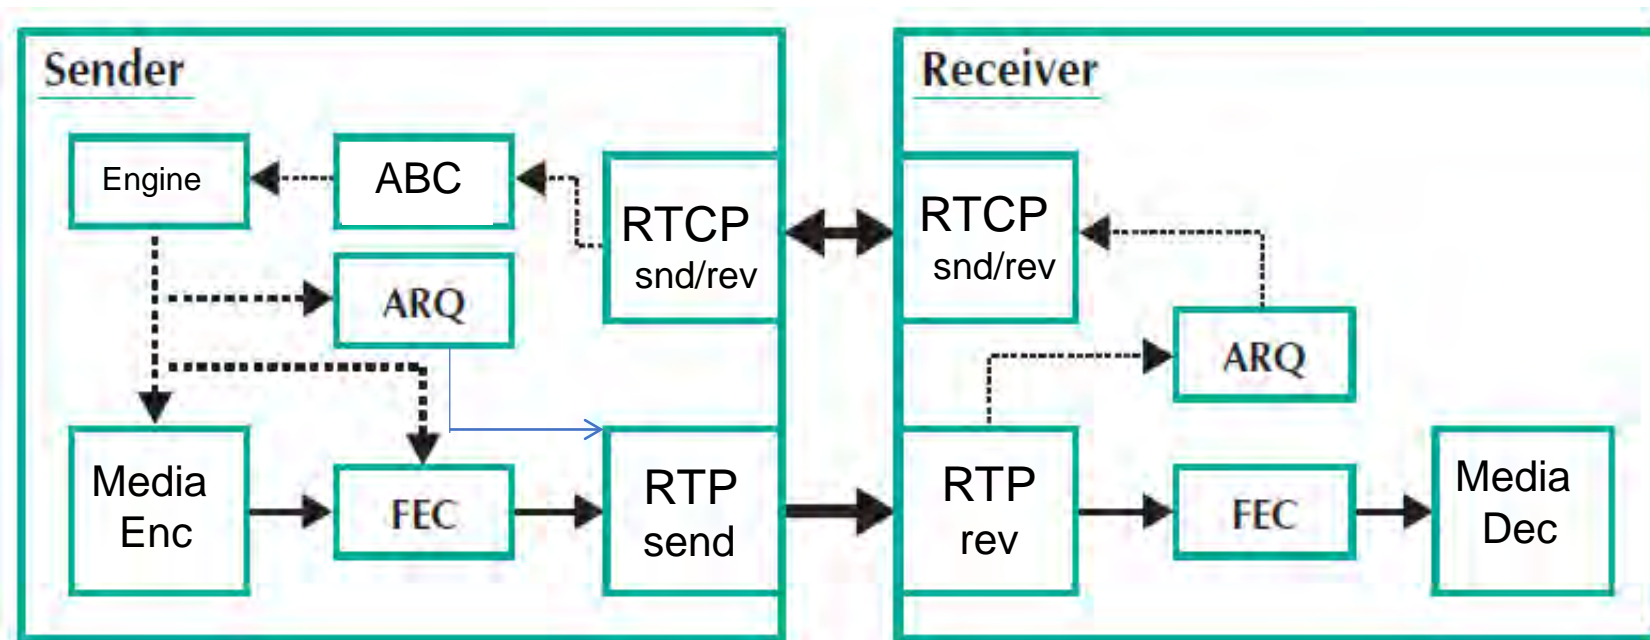 Sender
Engine
ABC
RTCP
snd/rev
ARQ
Media
Enc
FEC
RTP
send
Receiver
RTCP
snd/rev
ARQ
RTP
rev
FEC
Media
Dec